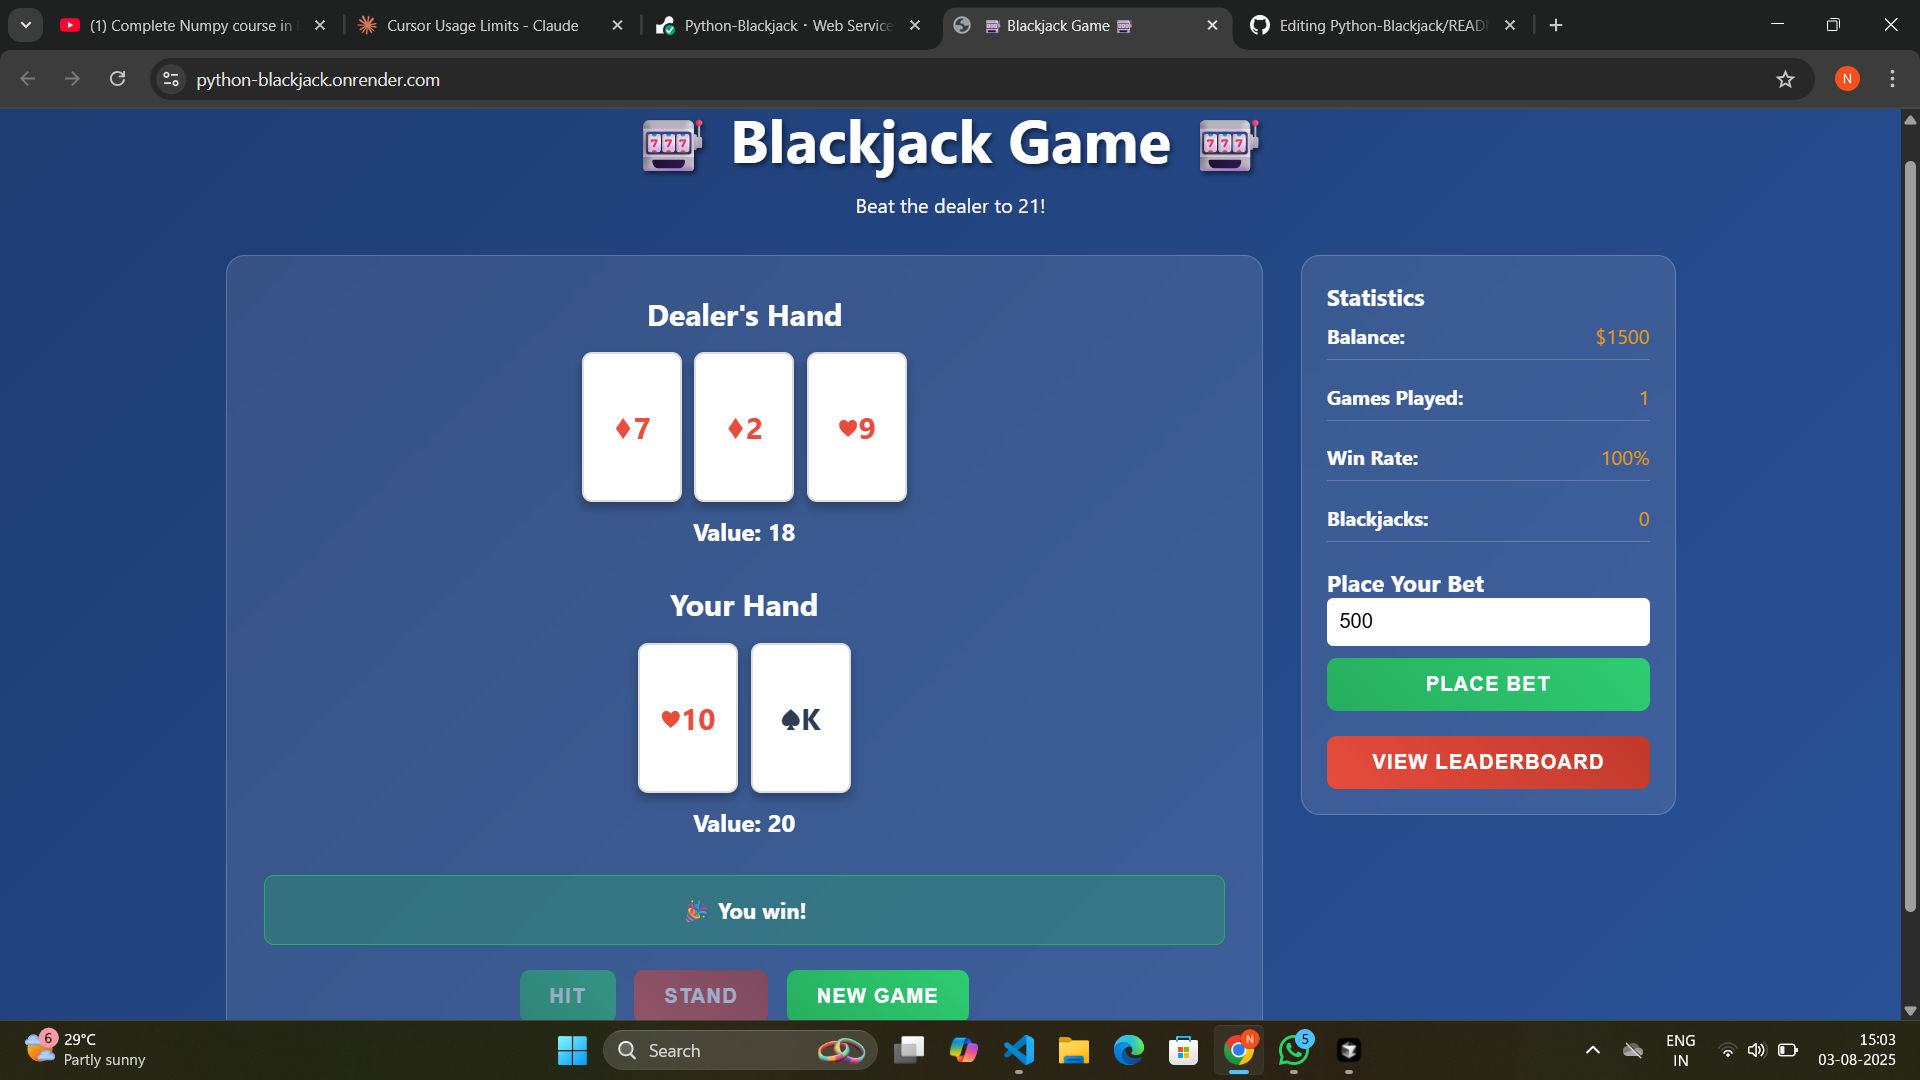 (1) Complete Numpy course in
Cursor Usage Limits - Claude
Python-Blackjack · Web Service
Blackjack Game
Editing Python-Blackjack/READ
python-blackjack.onrender.com
N
777 Blackjack Game 777
Beat the dealer to 21!
Dealer's Hand
♦7
♦2
♥9
Value: 18
Your Hand
♥10
♠K
Value: 20
🎉 You win!
HIT
STAND
NEW GAME
Statistics
Balance: $1500
Games Played: 1
Win Rate: 100%
Blackjacks: 0
Place Your Bet
500
PLACE BET
VIEW LEADERBOARD
6
29°C
Partly sunny
Search
N
5
ENG
IN
15:03
03-08-2025